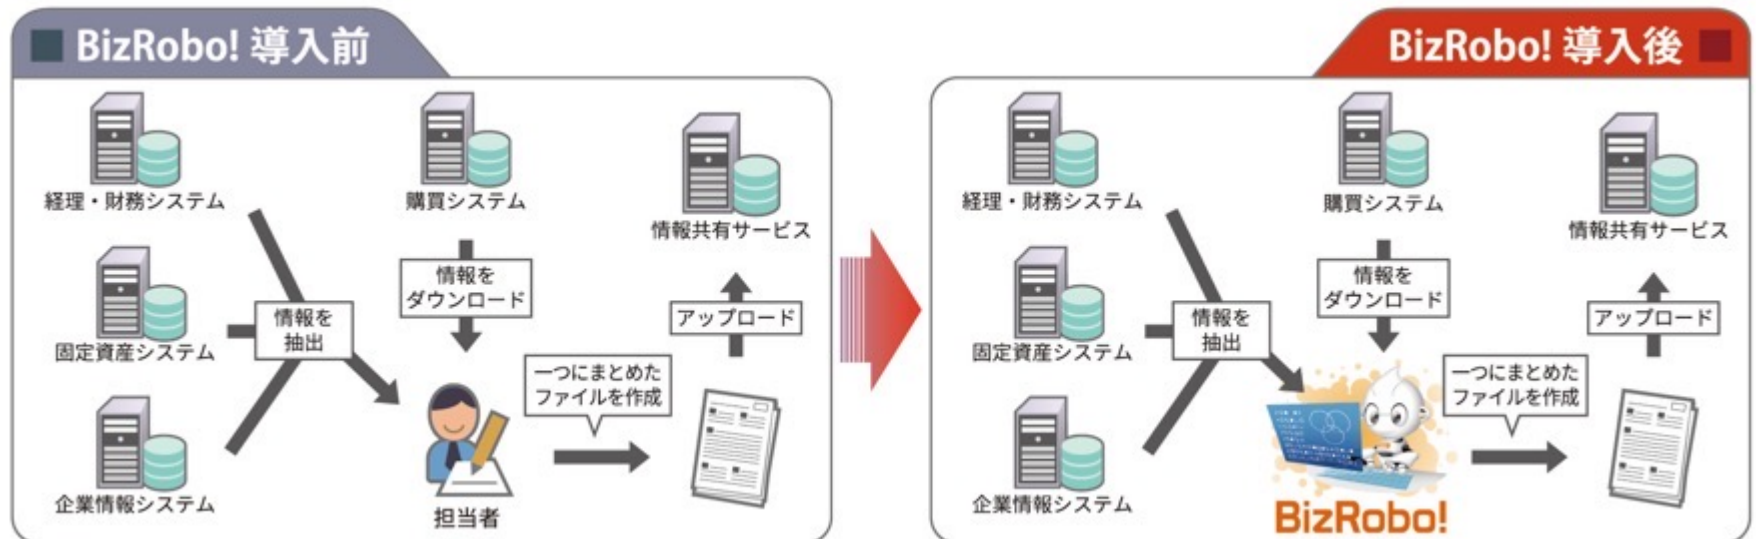 BizRobo! 導入前
経理・財務システム
購買システム
情報共有サービス
固定資産システム
企業情報システム
情報を
抽出
情報を
ダウンロード
アップロード
一つにまとめた
ファイルを作成
担当者
BizRobo! 導入後
経理・財務システム
購買システム
情報共有サービス
固定資産システム
企業情報システム
情報を
抽出
情報を
ダウンロード
アップロード
一つにまとめた
ファイルを作成
BizRobo!